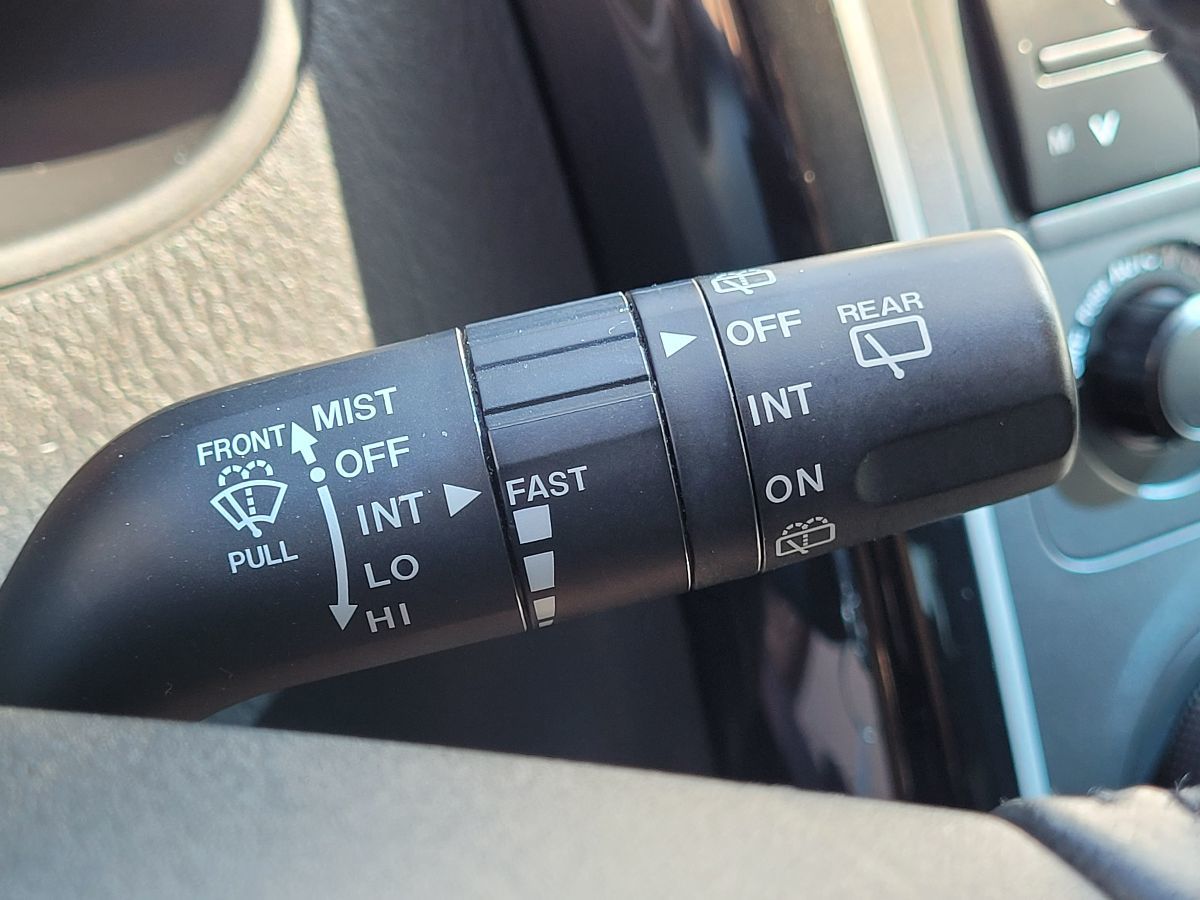 FRONT
PULL
MIST
OFF
INT
LO
HI
FAST
OFF
INT
ON
REAR